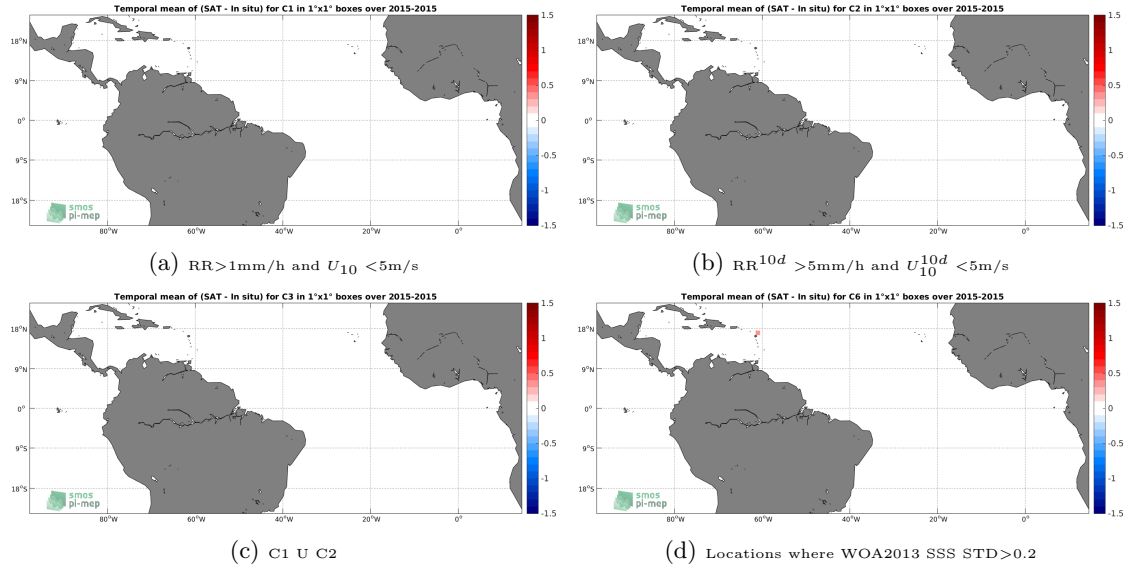 Temporal mean of (SAT - In situ) for C1 in 1°x1° boxes over 2015-2015
18°N
9°N
0°
9°S
18°S
80°W 60°W 40°W 20°W 0°
1.5
1
0.5
0
-0.5
-1
-1.5
smos
pi-mep
(a) RR>1mm/h and U10 <5m/s
Temporal mean of (SAT - In situ) for C2 in 1°x1° boxes over 2015-2015
18°N
9°N
0°
9°S
18°S
80°W 60°W 40°W 20°W 0°
1.5
1
0.5
0
-0.5
-1
-1.5
smos
pi-mep
(b) RR10d >5mm/h and U10d10 <5m/s
Temporal mean of (SAT - In situ) for C3 in 1°x1° boxes over 2015-2015
18°N
9°N
0°
9°S
18°S
80°W 60°W 40°W 20°W 0°
1.5
1
0.5
0
-0.5
-1
-1.5
smos
pi-mep
(c) C1 U C2
Temporal mean of (SAT - In situ) for C6 in 1°x1° boxes over 2015-2015
18°N
9°N
0°
9°S
18°S
80°W 60°W 40°W 20°W 0°
1.5
1
0.5
0
-0.5
-1
-1.5
smos
pi-mep
(d) Locations where WOA2013 SSS STD>0.2